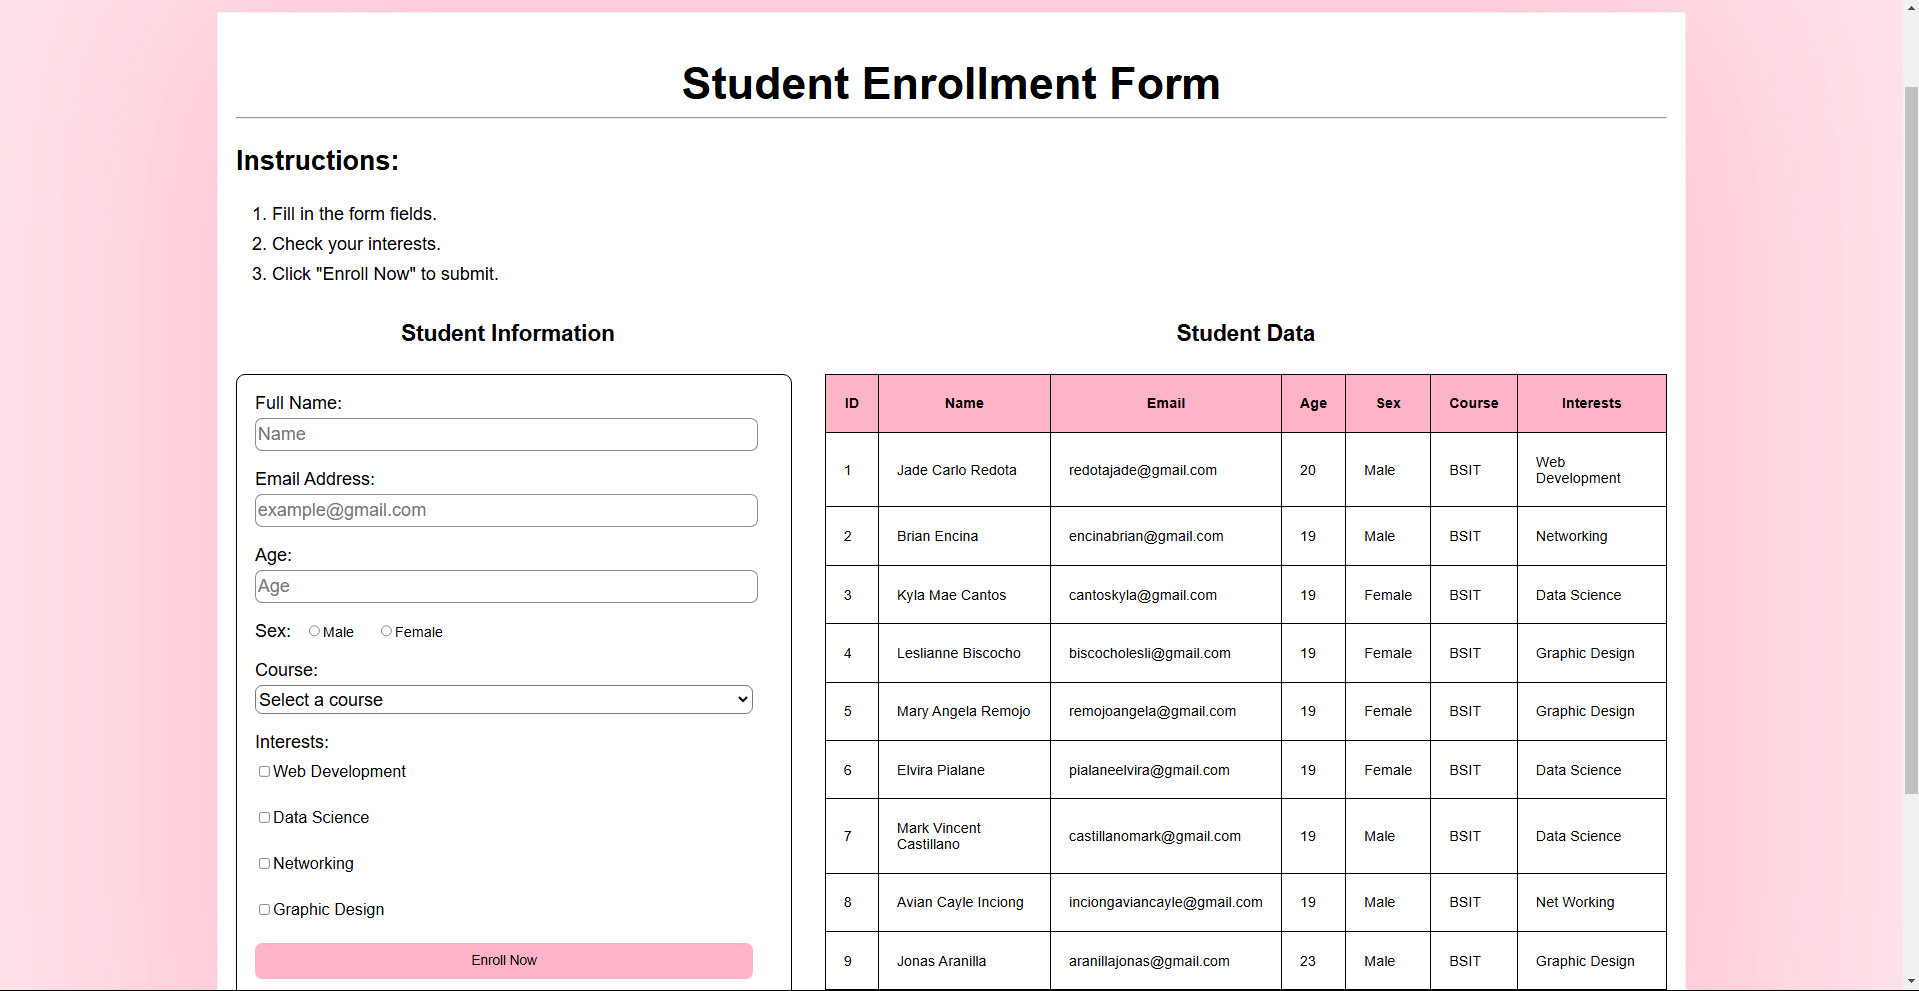 Student Enrollment Form
Instructions:
1. Fill in the form fields.
2. Check your interests.
3. Click "Enroll Now" to submit.
Student Information
Full Name:
Name
Email Address:
example@gmail.com
Age:
Age
Sex: Male Female
Course:
Select a course
Interests:
Web Development
Data Science
Networking
Graphic Design
Enroll Now
Student Data
ID Name Email Age Sex Course Interests
1 Jade Carlo Redota redotajade@gmail.com 20 Male BSIT Web
Development
2 Brian Encina encinabrian@gmail.com 19 Male BSIT Networking
3 Kyla Mae Cantos cantoskyla@gmail.com 19 Female BSIT Data Science
4 Leslianne Biscocho biscocholesli@gmail.com 19 Female BSIT Graphic Design
5 Mary Angela Remojo remojoangela@gmail.com 19 Female BSIT Graphic Design
6 Elvira Pialane pialaneelvira@gmail.com 19 Female BSIT Data Science
7 Mark Vincent
Castillano castillanomark@gmail.com 19 Male BSIT Data Science
8 Avian Cayle Inciong inciongaviancayle@gmail.com 19 Male BSIT Net Working
9 Jonas Aranilla aranillajonas@gmail.com 23 Male BSIT Graphic Design